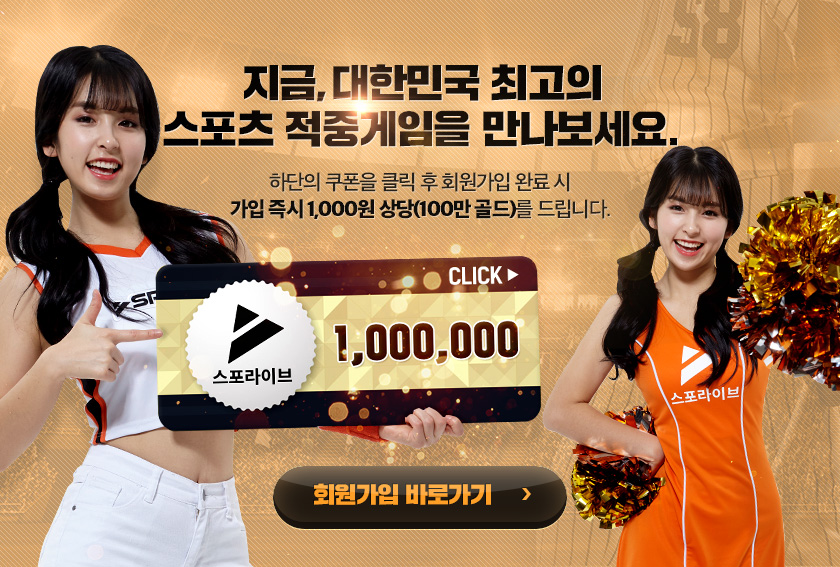 58
지금, 대한민국 최고의
스포츠 적중게임을 만나보세요.
하단의 쿠폰을 클릭 후 회원가입 완료 시
가입 즉시 1,000원 상당(100만 골드)를 드립니다.
CLICK ▶
SP
스포라이브
1,000,000
스포라이브
회원가입 바로가기 >